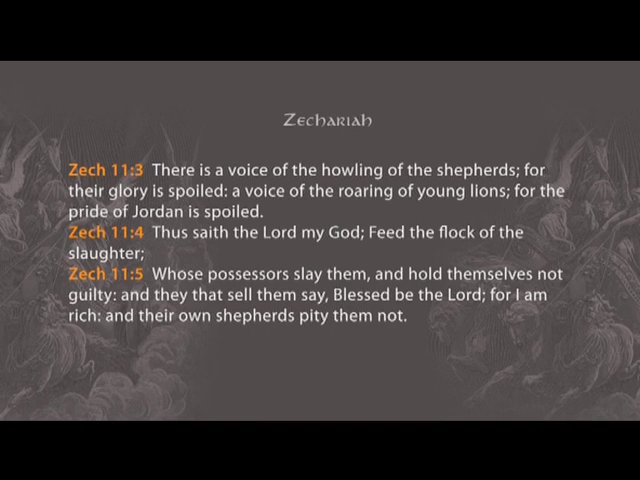 Zechariah
Zech 11:3 There is a voice of the howling of the shepherds; for
their glory is spoiled: a voice of the roaring of young lions; for the
pride of Jordan is spoiled.
Zech 11:4 Thus saith the Lord my God; Feed the flock of the
slaughter;
Zech 11:5 Whose possessors slay them, and hold themselves not
guilty: and they that sell them say, Blessed be the Lord; for I am
rich: and their own shepherds pity them not.